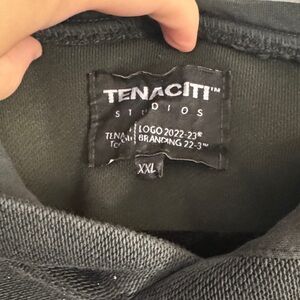 TENACITI™
STUDIOS
LOGO 2022-23®
BRANDING 22-3™
XXL